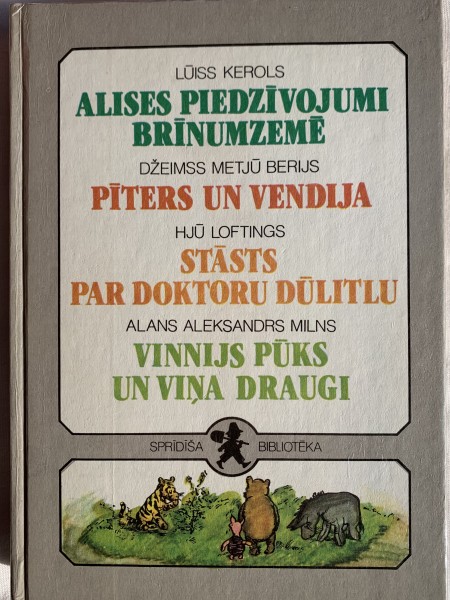 LŪISS KEROLS
ALISES PIEDZĪVOJUMI
BRĪNUMZEMĒ
DŽEIMSS METJŪ BERIJS
PĪTERS UN VENDIJA
HJŪ LOFTINGS
STĀSTS
PAR DOKTORU DŪLITLU
ALANS ALEKSANDRS MILNS
VINNIJS PŪKS
UN VIŅA DRAUGI
SPRĪDĪŠA BIBLIOTĒKA